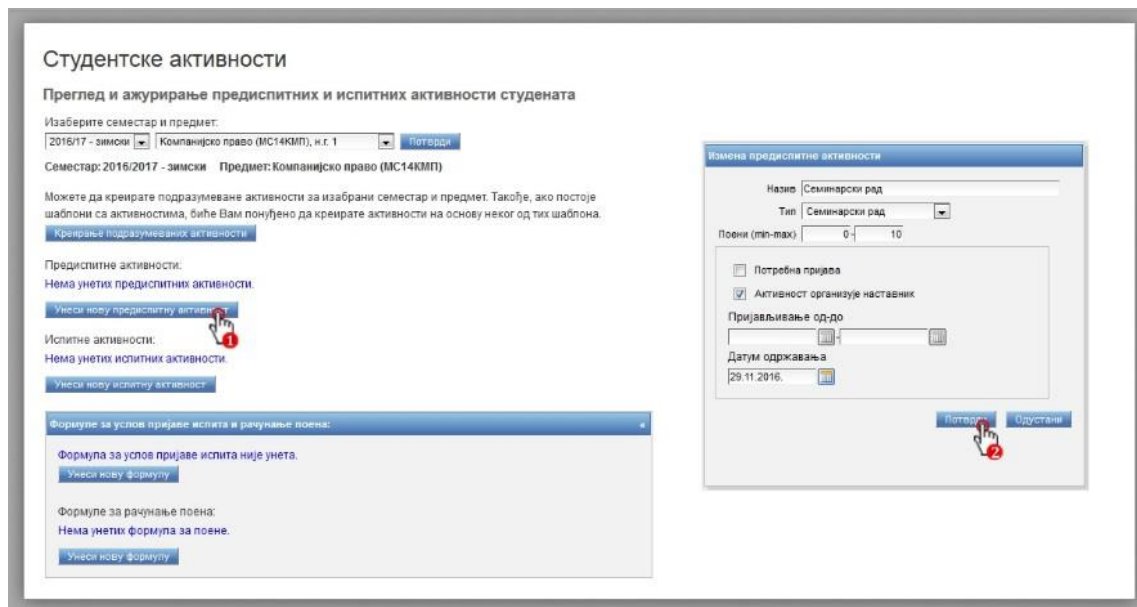 Студентске активности
Преглед и ажурирање предиспитних и испитних активности студената
Изаберите семестар и предмет:
2016/17 - зимски Компанијско право (МС14КМП), н.г. 1 Потврди
Семестар: 2016/2017 - зимски Предмет: Компанијско право (МС14КМП)
Можете да креирате подразумеване активности за изабрани семестар и предмет. Такође, ако постоје
шаблони са активностима, биће Вам понуђено да креирате активности на основу неког од тих шаблона.
Креирање подразумеваних активности
Предиспитне активности:
Нема унетих предиспитних активности.
Унеси нову предиспитну активност
1
Испитне активности:
Нема унетих испитних активности.
Унеси нову испитну активност
Формуле за услов пријаве испита и рачунање поена:
Формула за услов пријаве испита није унета.
Унеси нову формулу
Формуле за рачунање поена:
Нема унетих формула за поене.
Унеси нову формулу
Измена предиспитне активности
Назив Семинарски рад
Тип Семинарски рад
Поени (min-max) 0 - 10
Потребна пријава
Активност организује наставник
Пријављивање од-до
-
Датум одржавања
29.11.2016.
Потврди Одустани
2